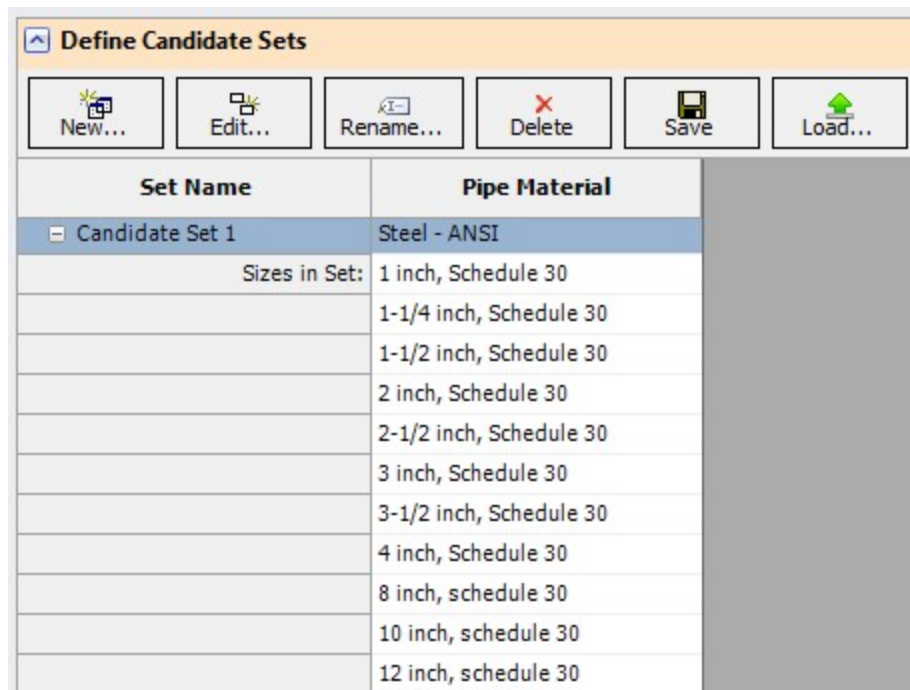 Define Candidate Sets
New... Edit... Rename... Delete Save Load...
Set Name Pipe Material
Candidate Set 1 Steel - ANSI
Sizes in Set: 1 inch, Schedule 30
1-1/4 inch, Schedule 30
1-1/2 inch, Schedule 30
2 inch, Schedule 30
2-1/2 inch, Schedule 30
3 inch, Schedule 30
3-1/2 inch, Schedule 30
4 inch, Schedule 30
8 inch, schedule 30
10 inch, schedule 30
12 inch, schedule 30